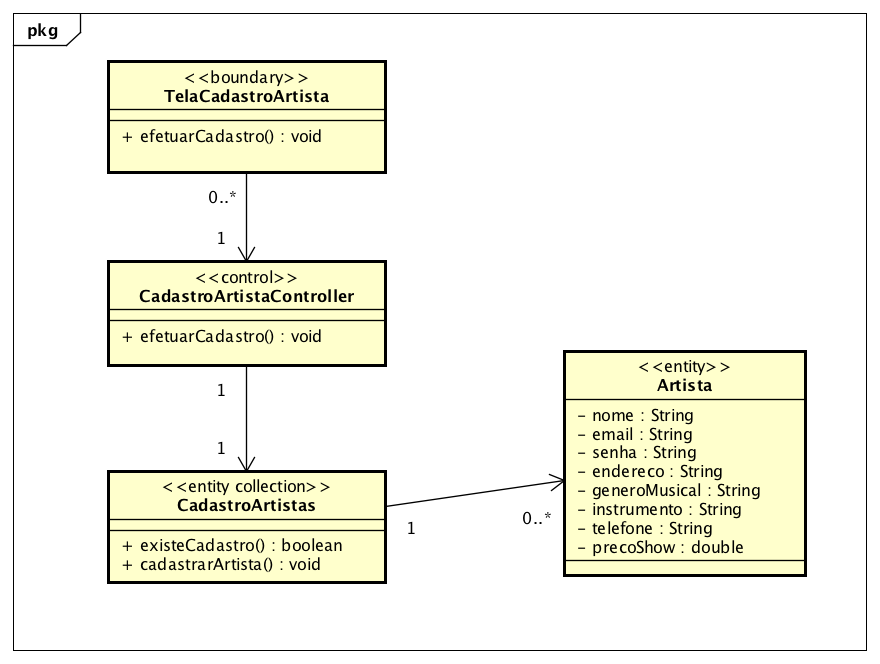 pkg
<<boundary>>
TelaCadastroArtista
+ efetuarCadastro() : void
0..*
1
<<control>>
CadastroArtistaController
+ efetuarCadastro() : void
1
1
<<entity collection>>
CadastroArtistas
+ existeCadastro() : boolean
+ cadastrarArtista() : void
1
0..*
<<entity>>
Artista
- nome : String
- email : String
- senha : String
- endereco : String
- generoMusical : String
- instrumento : String
- telefone : String
- precoShow : double